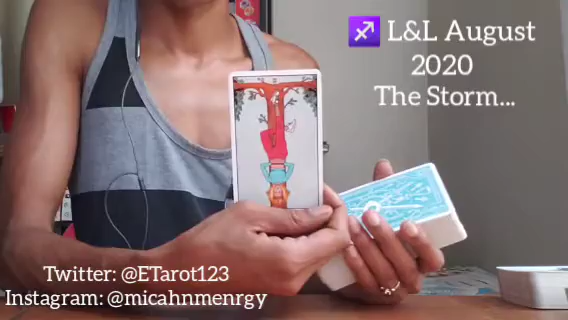 ♐ L&L August
2020
The Storm...
Twitter: @ETarot123
Instagram: @micahnmenrgy